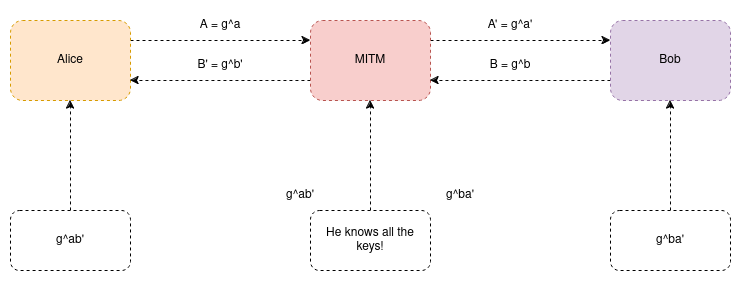 A = g^a
A' = g^a'
Alice
MITM
Bob
B' = g^b'
B = g^b
g^ab'
g^ba'
g^ab'
He knows all the
keys!
g^ba'